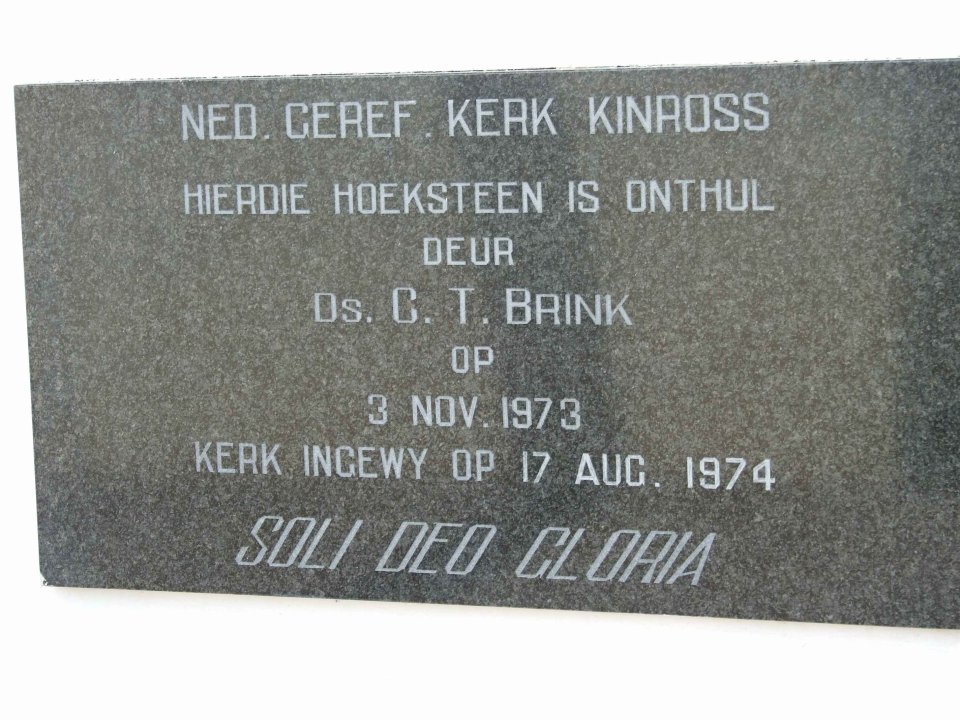 NED. GEREF. KERK KINROSS
HIERDIE HOEKSTEEN IS ONTHUL
DEUR
DS. C. T. BRINK
OP
3 NOV. 1973
KERK INGEWY OP 17 AUG. 1974
SOLI DEO GLORIA